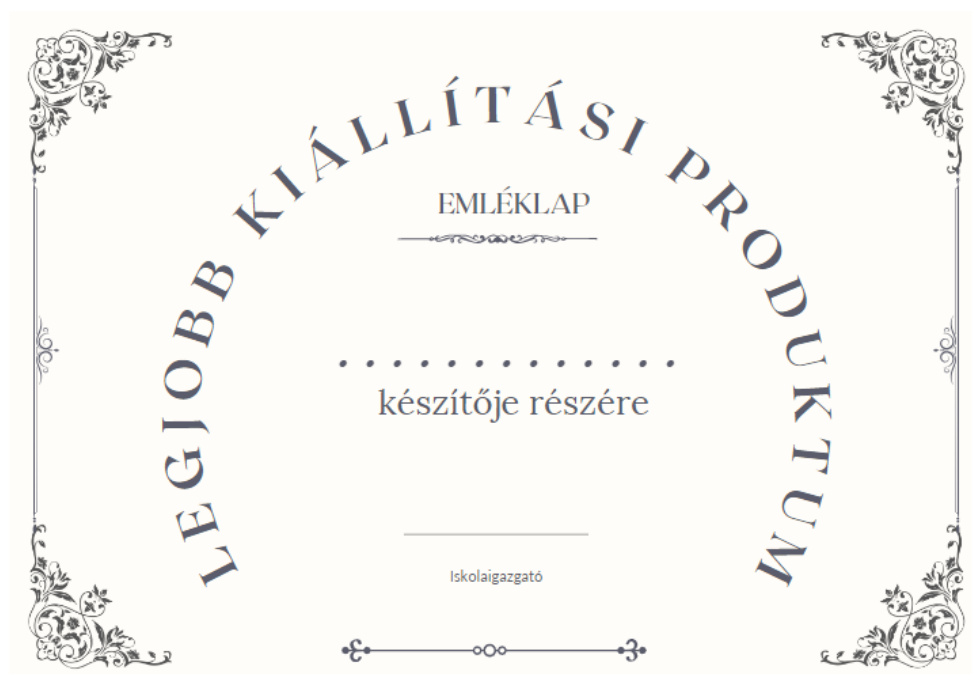 LEGJOBB KIÁLLÍTÁSI PRODUKTUM
EMLÉKLAP
. . . . . . . . . . . . .
készítője részére
Iskolaigazgató